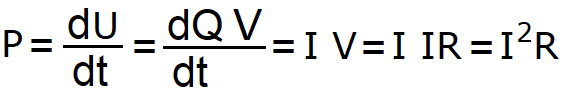 P = dU/dt = dQ V/dt = I V = I IR = I²R